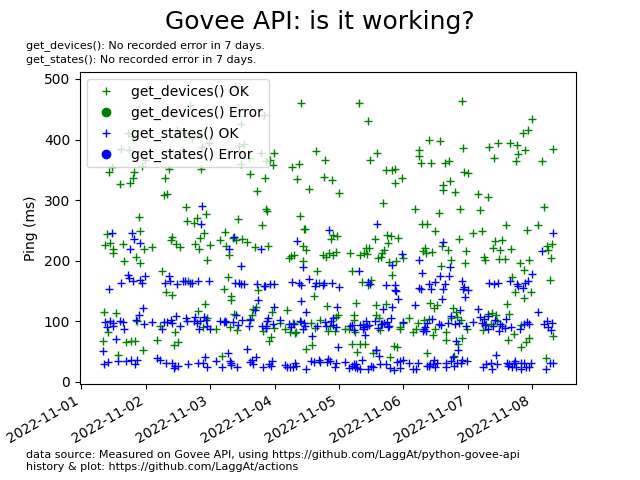 Govee API: is it working?
get_devices(): No recorded error in 7 days.
get_states(): No recorded error in 7 days.
get_devices() OK
get_devices() Error
get_states() OK
get_states() Error
Ping (ms)
500
400
300
200
100
0
2022-11-01
2022-11-02
2022-11-03
2022-11-04
2022-11-05
2022-11-06
2022-11-07
2022-11-08
data source: Measured on Govee API, using https://github.com/LaggAt/python-govee-api
history & plot: https://github.com/LaggAt/actions